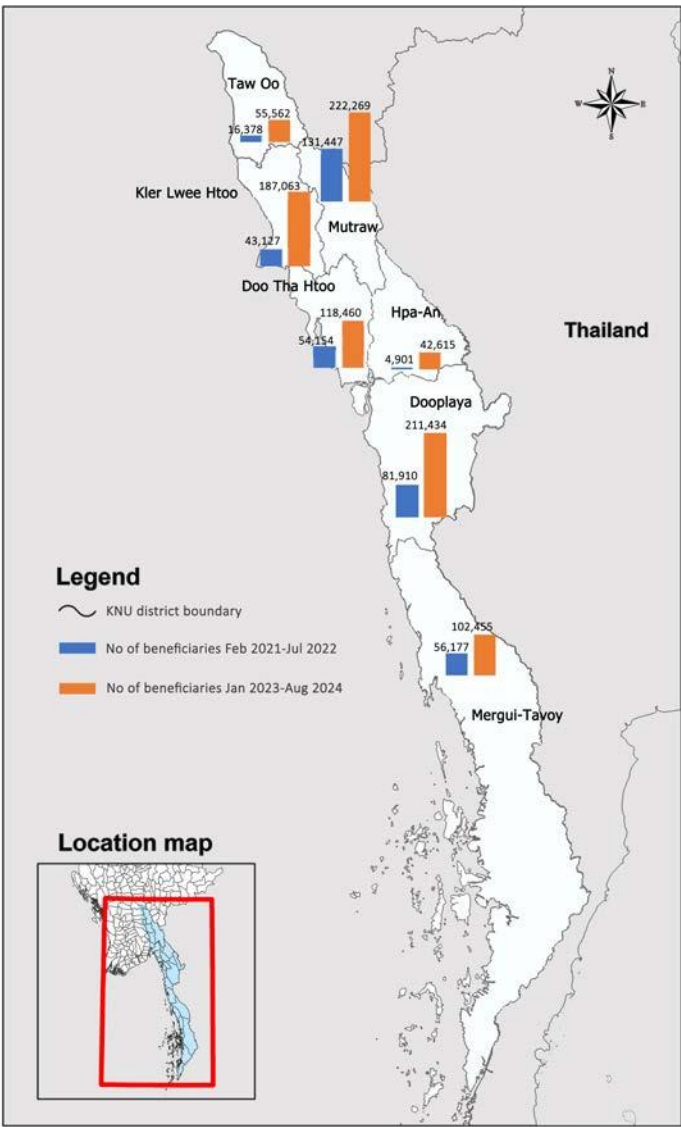 N
W
E
S
Taw Oo
55,562
16,378
222,269
131,447
Kler Lwee Htoo
187,063
43,127
Mutraw
Doo Tha Htoo
118,460
54,154
Hpa-An
42,615
4,901
Thailand
Dooplaya
211,434
81,910
Legend
KNU district boundary
No of beneficiaries Feb 2021-Jul 2022
No of beneficiaries Jan 2023-Aug 2024
102,455
56,177
Mergui-Tavoy
Location map